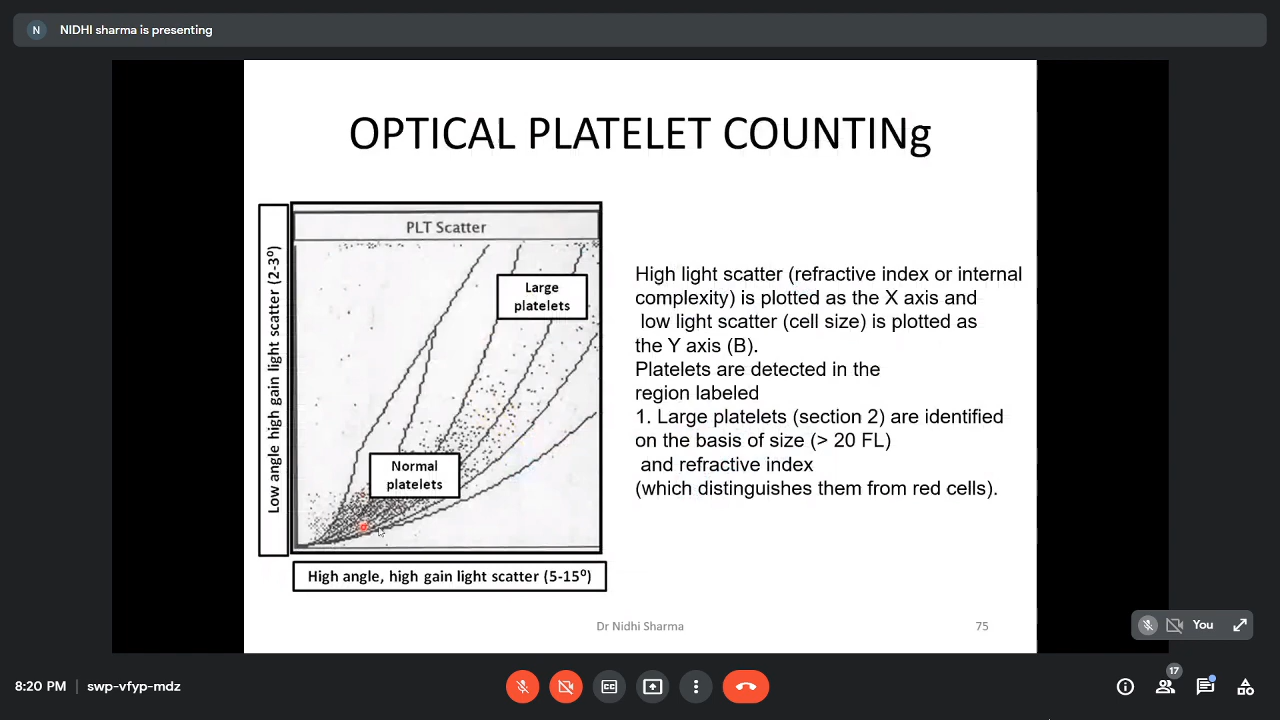 N NIDHI sharma is presenting
OPTICAL PLATELET COUNTINg
Low angle high gain light scatter (2-3⁰)
PLT Scatter
Large
platelets
Normal
platelets
High angle, high gain light scatter (5-15⁰)
High light scatter (refractive index or internal
complexity) is plotted as the X axis and
low light scatter (cell size) is plotted as
the Y axis (B).
Platelets are detected in the
region labeled
1. Large platelets (section 2) are identified
on the basis of size (> 20 FL)
and refractive index
(which distinguishes them from red cells).
Dr Nidhi Sharma
75
You
8:20 PM | swp-vfyp-mdz
CC
17